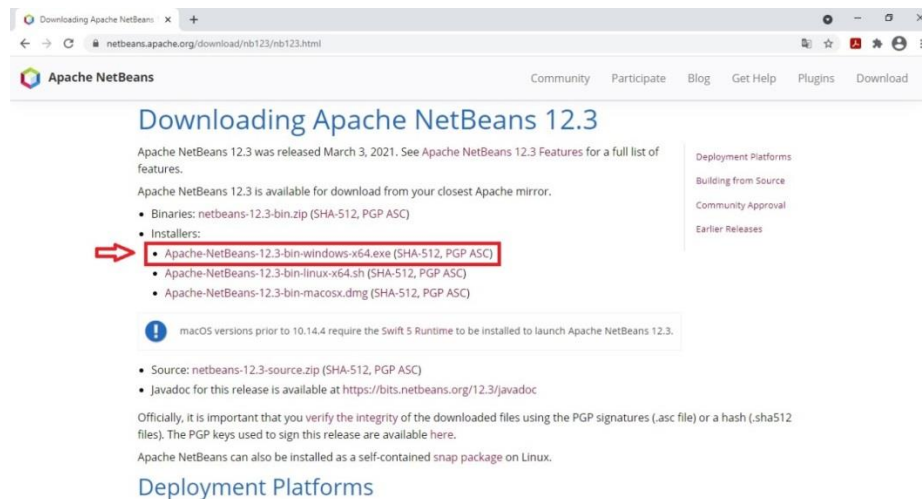 Downloading Apache NetBeans
netbeans.apache.org/download/nb123/nb123.html
Apache NetBeans
Community Participate Blog Get Help Plugins Download
Downloading Apache NetBeans 12.3
Apache NetBeans 12.3 was released March 3, 2021. See Apache NetBeans 12.3 Features for a full list of
features.
Apache NetBeans 12.3 is available for download from your closest Apache mirror.
• Binaries: netbeans-12.3-bin.zip (SHA-512, PGP ASC)
• Installers:
• Apache-NetBeans-12.3-bin-windows-x64.exe (SHA-512, PGP ASC)
• Apache-NetBeans-12.3-bin-linux-x64.sh (SHA-512, PGP ASC)
• Apache-NetBeans-12.3-bin-macosx.dmg (SHA-512, PGP ASC)
Deployment Platforms
Building from Source
Community Approval
Earlier Releases
macOS versions prior to 10.14.4 require the Swift 5 Runtime to be installed to launch Apache NetBeans 12.3.
• Source: netbeans-12.3-source.zip (SHA-512, PGP ASC)
• Javadoc for this release is available at https://bits.netbeans.org/12.3/javadoc
Officially, it is important that you verify the integrity of the downloaded files using the PGP signatures (.asc file) or a hash (.sha512
files). The PGP keys used to sign this release are available here.
Apache NetBeans can also be installed as a self-contained snap package on Linux.
Deployment Platforms